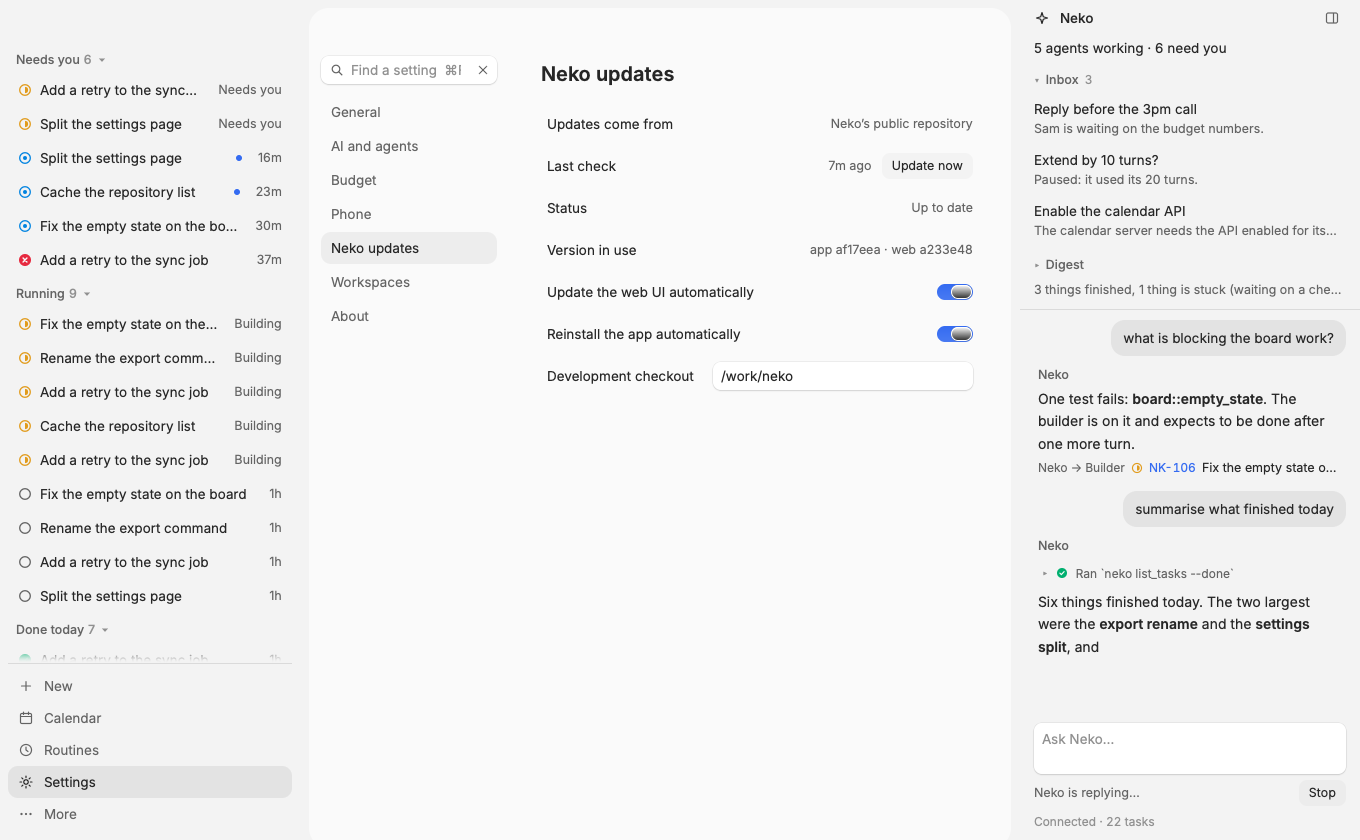 Needs you 6
Add a retry to the sync... Needs you
Split the settings page Needs you
Split the settings page 16m
Cache the repository list 23m
Fix the empty state on the bo... 30m
Add a retry to the sync job 37m
Running 9
Fix the empty state on the... Building
Rename the export comm... Building
Add a retry to the sync job Building
Cache the repository list Building
Add a retry to the sync job Building
Fix the empty state on the board 1h
Rename the export command 1h
Add a retry to the sync job 1h
Split the settings page 1h
Done today 7
Add a retry to the sync job 1h
New
Calendar
Routines
Settings
More
Find a setting
General
AI and agents
Budget
Phone
Neko updates
Workspaces
About
Neko updates
Updates come from Neko’s public repository
Last check 7m ago Update now
Status Up to date
Version in use app af17eea · web a233e48
Update the web UI automatically
Reinstall the app automatically
Development checkout /work/neko
Neko
5 agents working · 6 need you
Inbox 3
Reply before the 3pm call
Sam is waiting on the budget numbers.
Extend by 10 turns?
Paused: it used its 20 turns.
Enable the calendar API
The calendar server needs the API enabled for its...
Digest
3 things finished, 1 thing is stuck (waiting on a che...
what is blocking the board work?
Neko
One test fails: board::empty_state. The
builder is on it and expects to be done after
one more turn.
Neko → Builder NK-106 Fix the empty state o...
summarise what finished today
Neko
Ran `neko list_tasks --done`
Six things finished today. The two largest
were the export rename and the settings
split, and
Ask Neko...
Neko is replying... Stop
Connected · 22 tasks